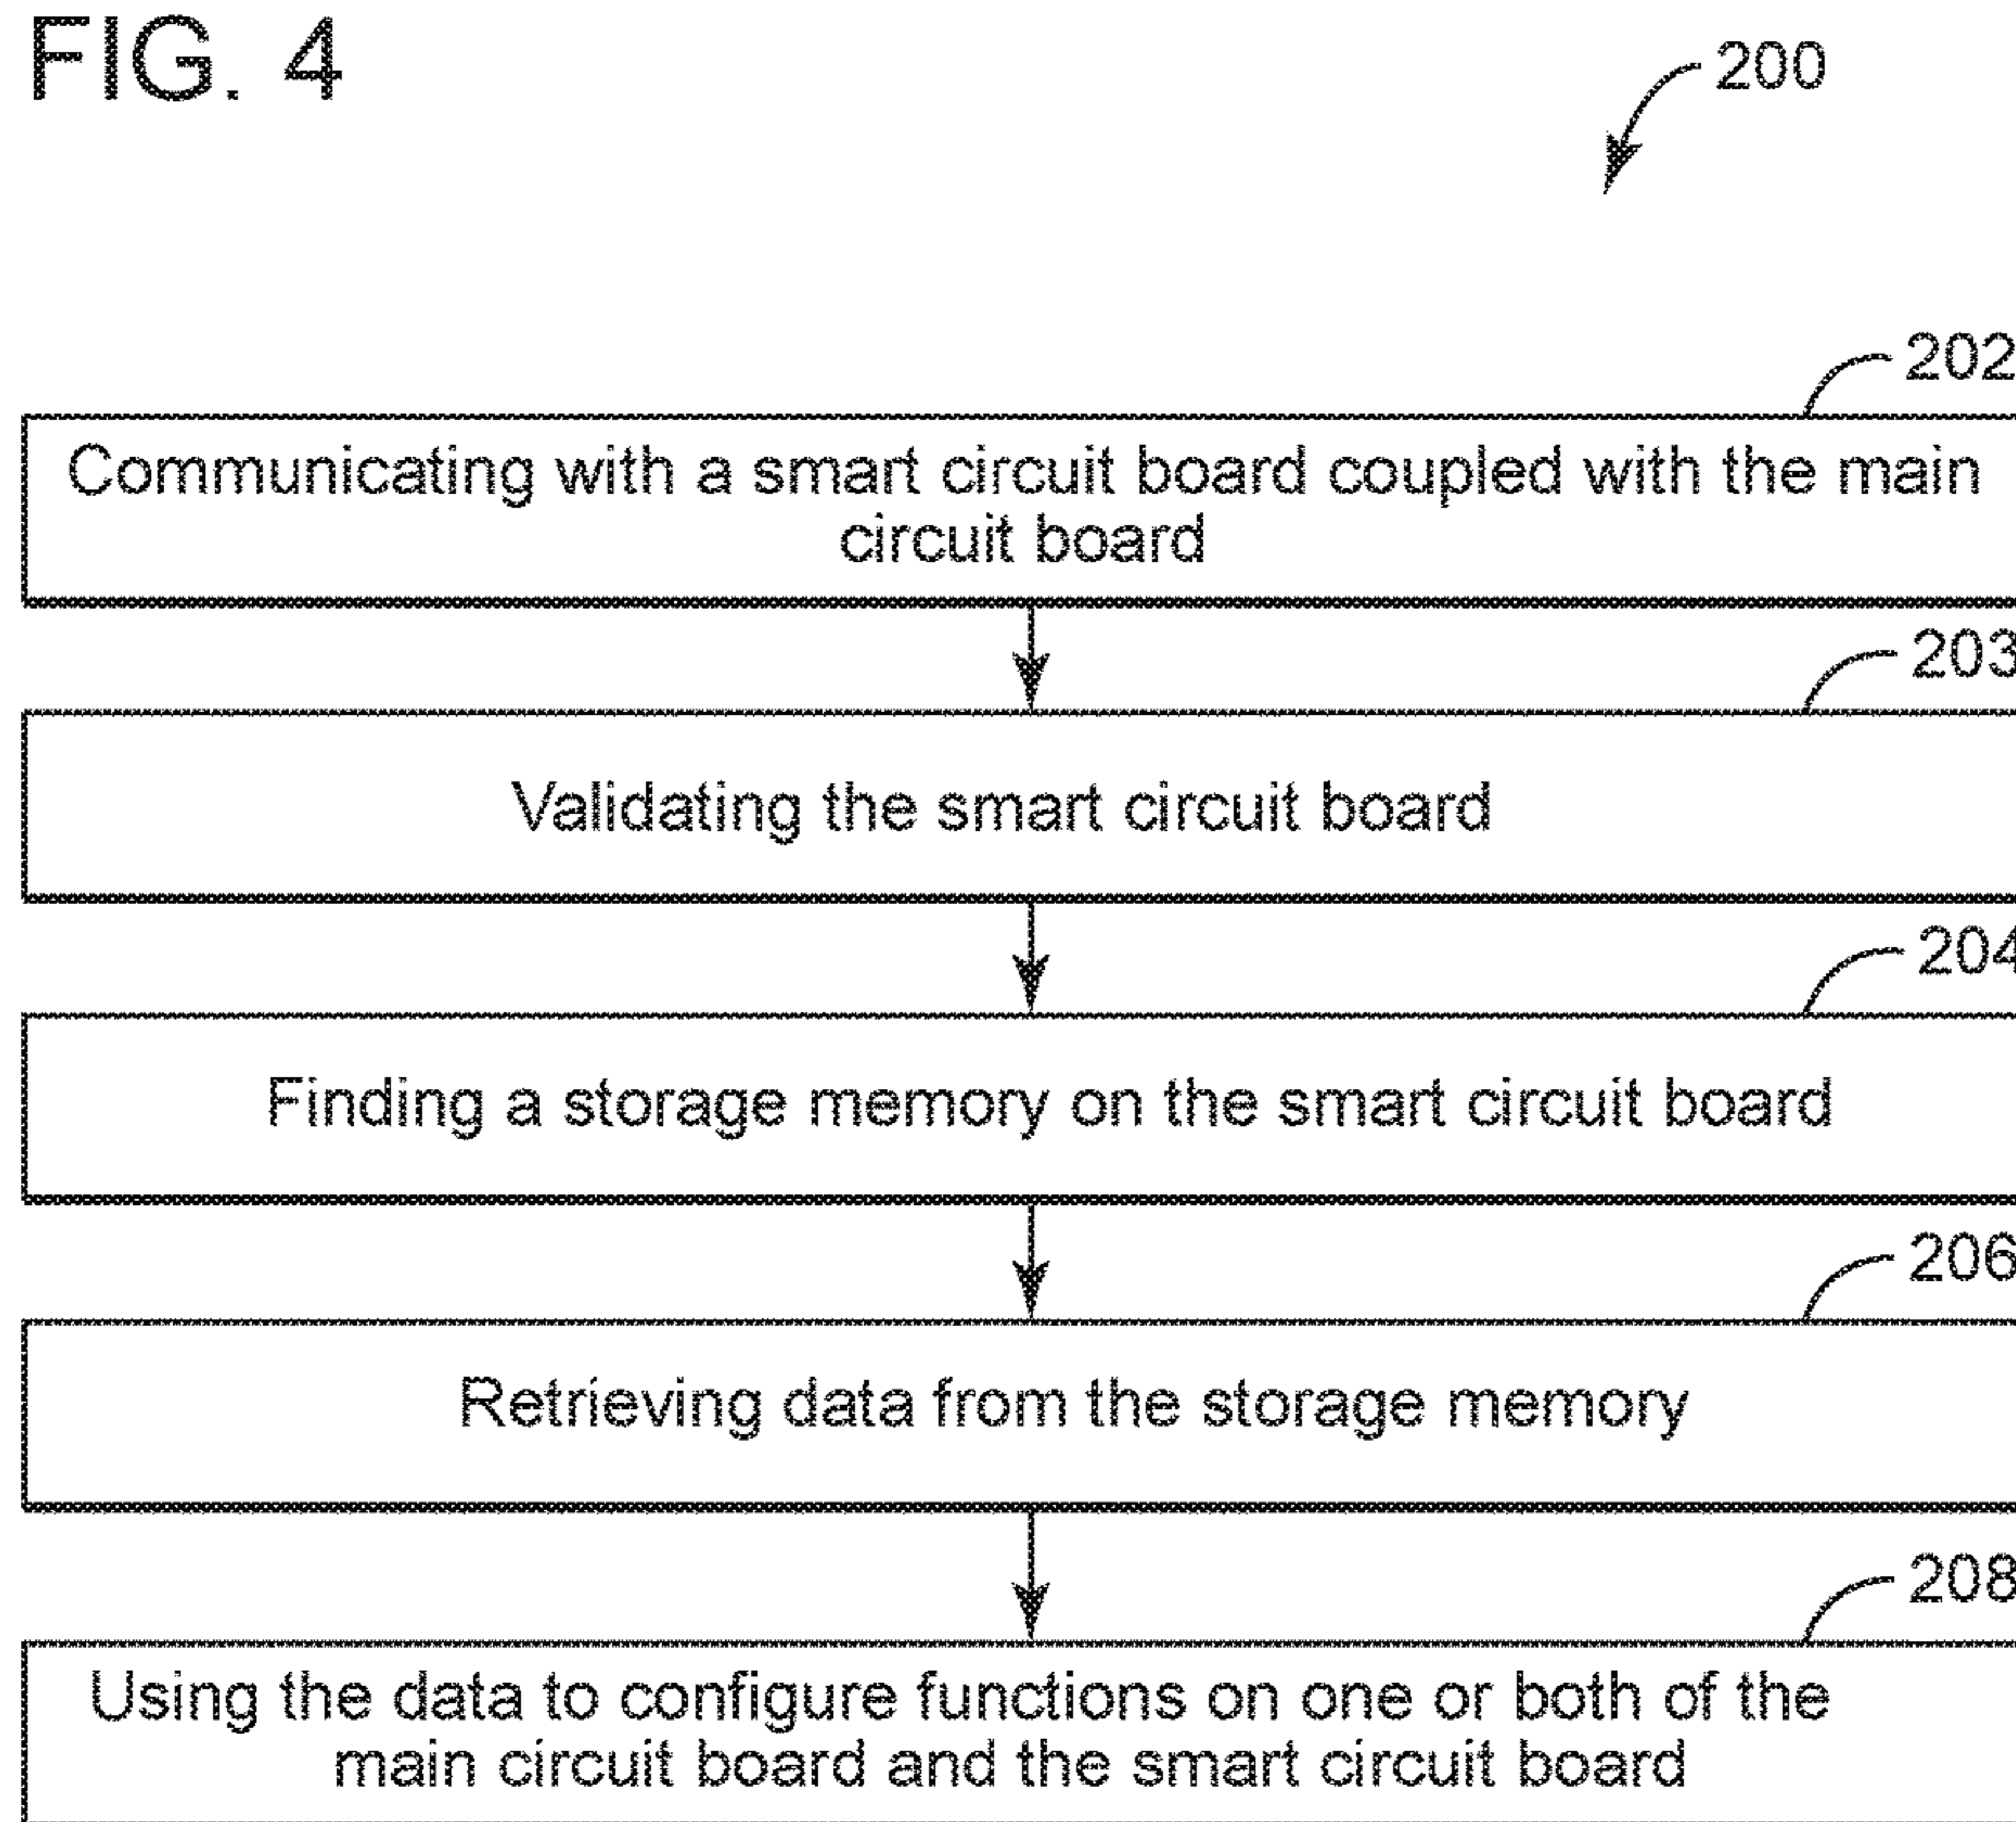 FIG. 4
200
202
Communicating with a smart circuit board coupled with the main
circuit board
203
Validating the smart circuit board
204
Finding a storage memory on the smart circuit board
206
Retrieving data from the storage memory
208
Using the data to configure functions on one or both of the
main circuit board and the smart circuit board